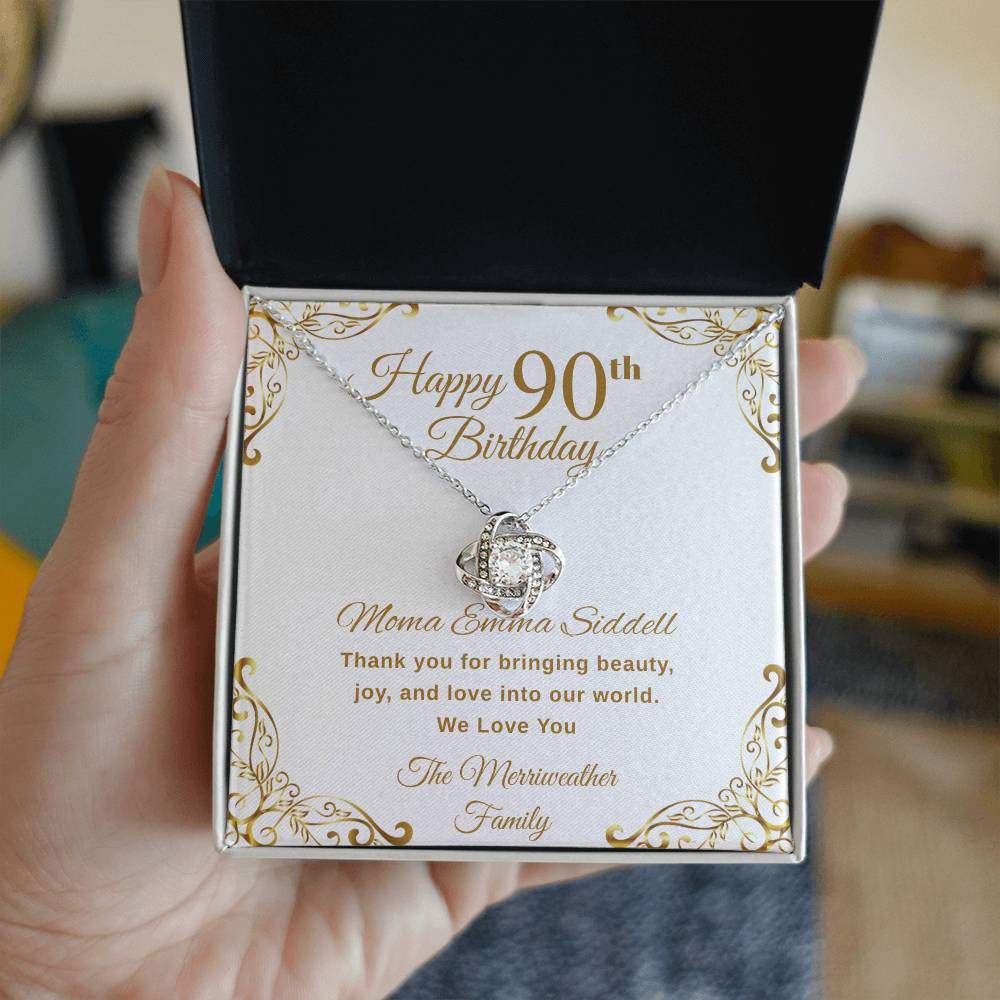 Happy 90th
Birthday
Moma Emma Siddell
Thank you for bringing beauty,
joy, and love into our world.
We Love You
The Merriweather
Family